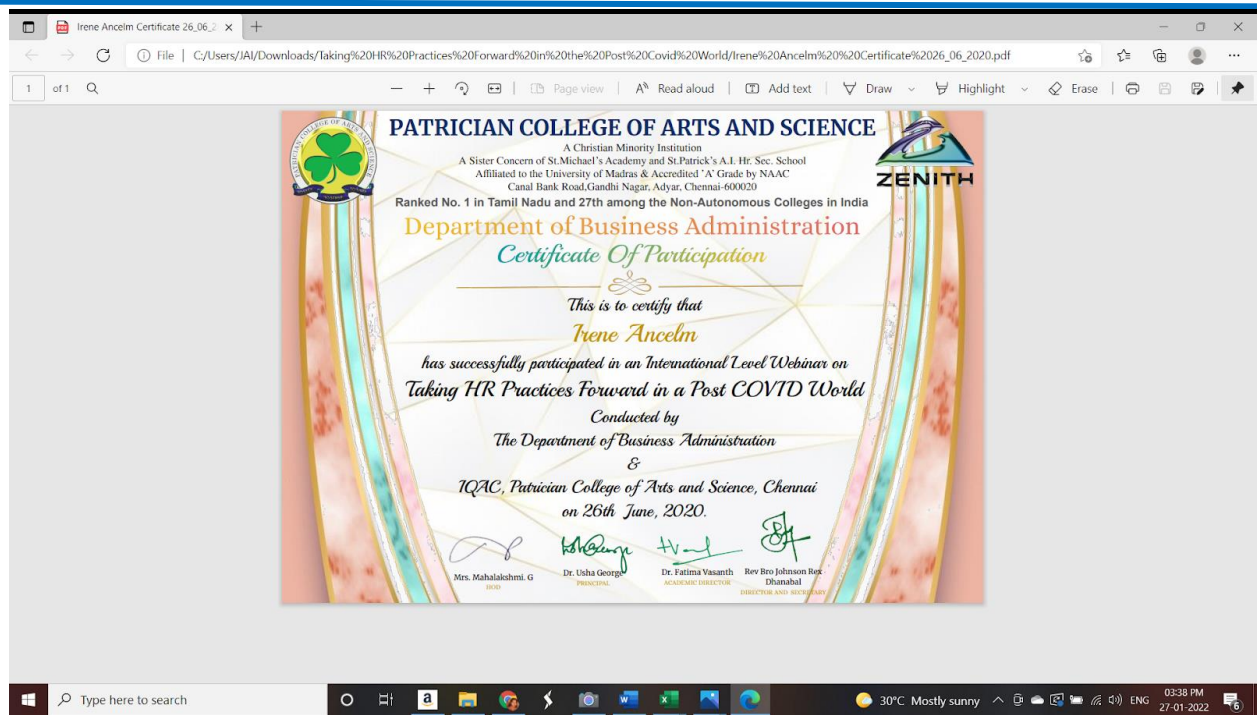 Irene Ancelm Certificate 26_06_2
File | C:/Users/JAI/Downloads/Taking%20HR%20Practices%20Forward%20in%20the%20Post%20Covid%20World/Irene%20Ancelm%20%20Certificate%2026_06_2020.pdf
1 of 1 Page view Read aloud Add text Draw Highlight Erase
PATRICIAN COLLEGE OF ARTS AND SCIENCE
A Christian Minority Institution
A Sister Concern of St.Michael's Academy and St.Patrick's A.I. Hr. Sec. School
Affiliated to the University of Madras & Accredited 'A' Grade by NAAC
Canal Bank Road,Gandhi Nagar, Adyar, Chennai-600020
ZENITH
Ranked No. 1 in Tamil Nadu and 27th among the Non-Autonomous Colleges in India
Department of Business Administration
Certificate Of Participation
This is to certify that
Irene Ancelm
has successfully participated in an International Level Webinar on
Taking HR Practices Forward in a Post COVID World
Conducted by
The Department of Business Administration
&
IQAC, Patrician College of Arts and Science, Chennai
on 26th June, 2020.
Mrs. Mahalakshmi. G
HOD
Dr. Usha George
PRINCIPAL
Dr. Fatima Vasanth
ACADEMIC DIRECTOR
Rev Bro Johnson Rex
Dhanabal
DIRECTOR AND SECRETARY
Type here to search
30°C Mostly sunny
ENG
03:38 PM
27-01-2022
6